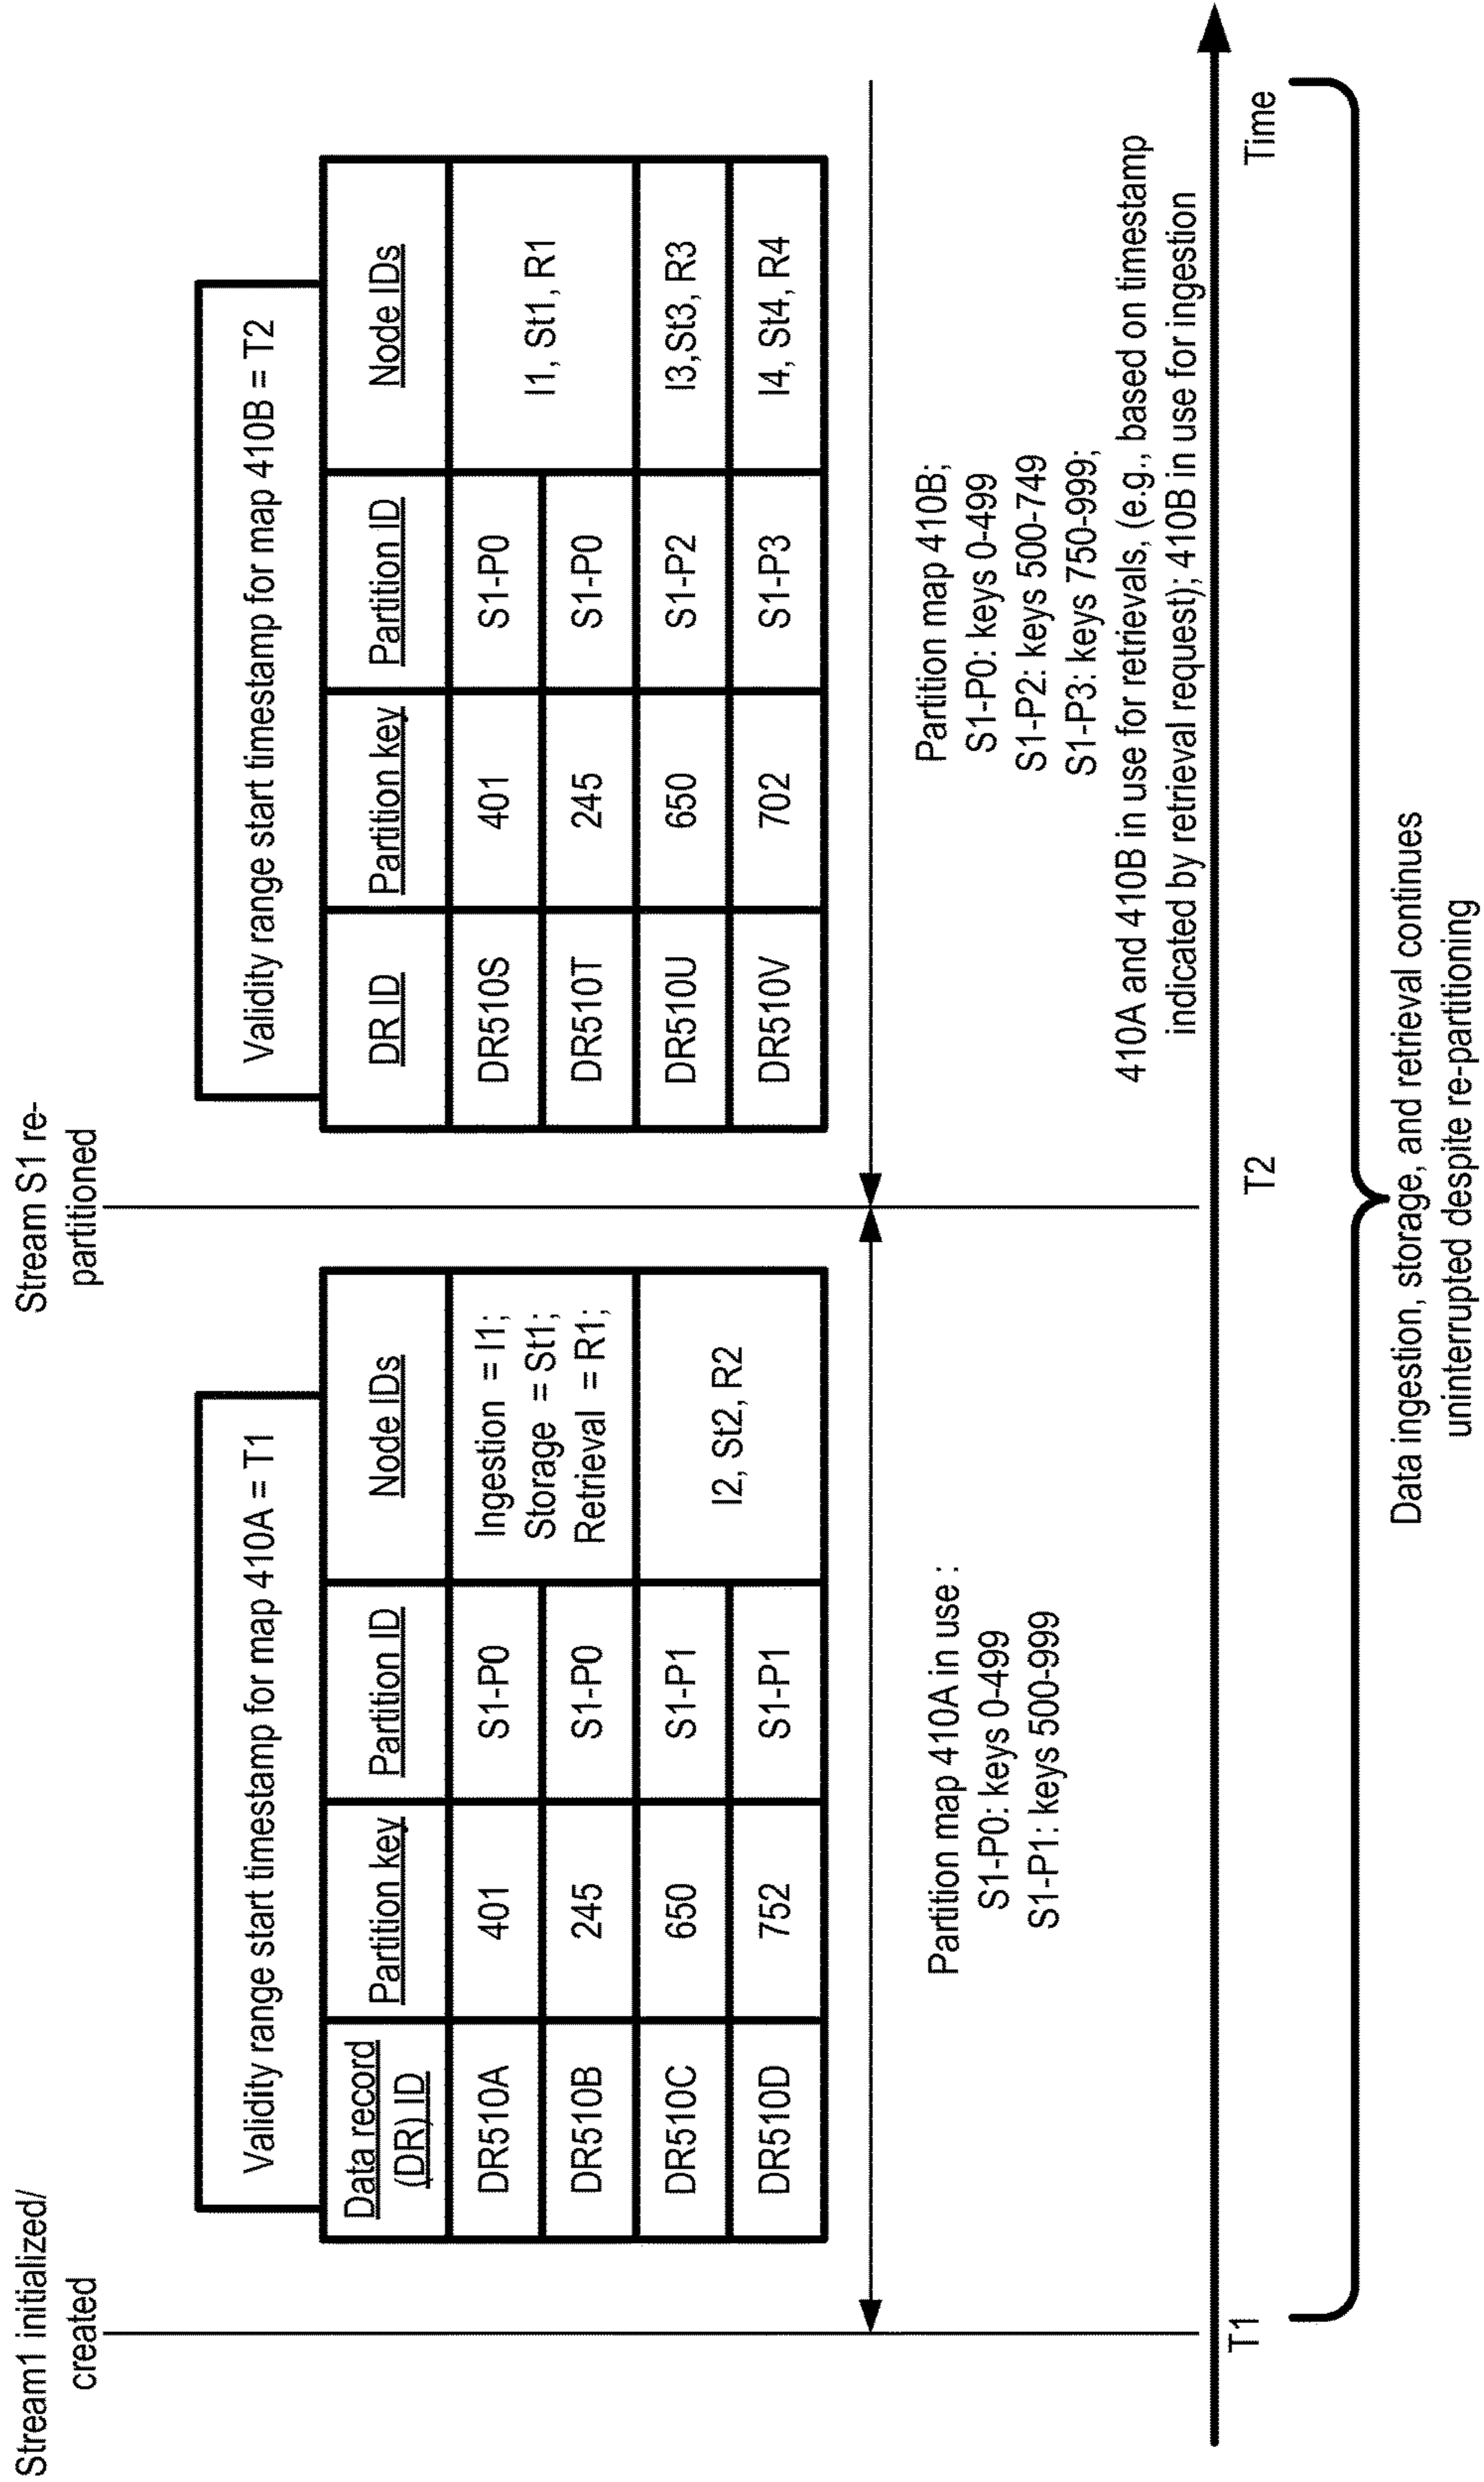 Stream1 initialized/
created
Stream S1 re-
partitioned
Validity range start timestamp for map 410A = T1
Data record
(DR) ID
Partition key
Partition ID
Node IDs
DR510A
401
S1-P0
Ingestion = I1;
Storage = St1;
Retrieval = R1;
DR510B
245
S1-P0
DR510C
650
S1-P1
I2, St2, R2
DR510D
752
S1-P1
Validity range start timestamp for map 410B = T2
DR ID
Partition key
Partition ID
Node IDs
DR510S
401
S1-P0
I1, St1, R1
DR510T
245
S1-P0
DR510U
650
S1-P2
I3,St3, R3
DR510V
702
S1-P3
I4, St4, R4
Partition map 410A in use :
S1-P0: keys 0-499
S1-P1: keys 500-999
Partition map 410B;
S1-P0: keys 0-499
S1-P2: keys 500-749
S1-P3: keys 750-999;
410A and 410B in use for retrievals, (e.g., based on timestamp
indicated by retrieval request); 410B in use for ingestion
T1
T2
Time
Data ingestion, storage, and retrieval continues
uninterrupted despite re-partitioning